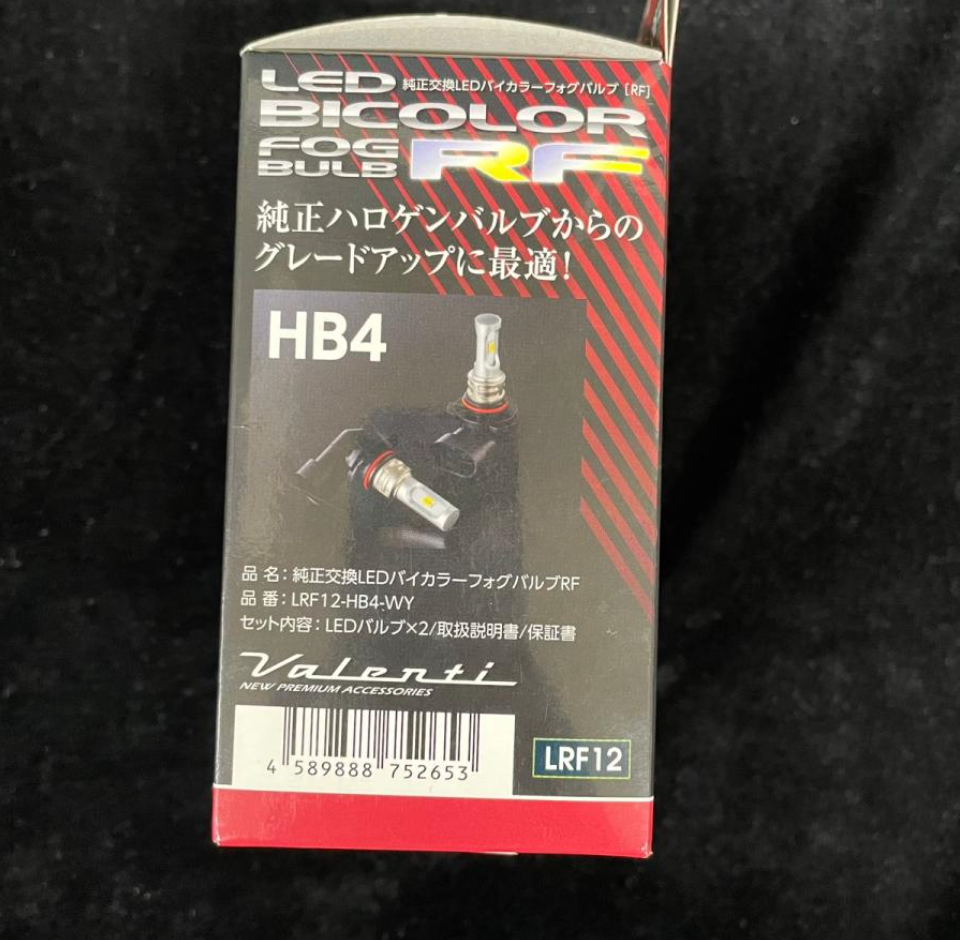 LED 純正交換LEDバイカラーフォグバルブ [RF]
BICOLOR
FOG
BULB RF
純正ハロゲンバルブからの
グレードアップに最適!
HB4
品 名:純正交換LEDバイカラーフォグバルブRF
品 番:LRF12-HB4-WY
セット内容:LEDバルブ×2/取扱説明書/保証書
Valenti
NEW PREMIUM ACCESSORIES
4 589888 752653
LRF12